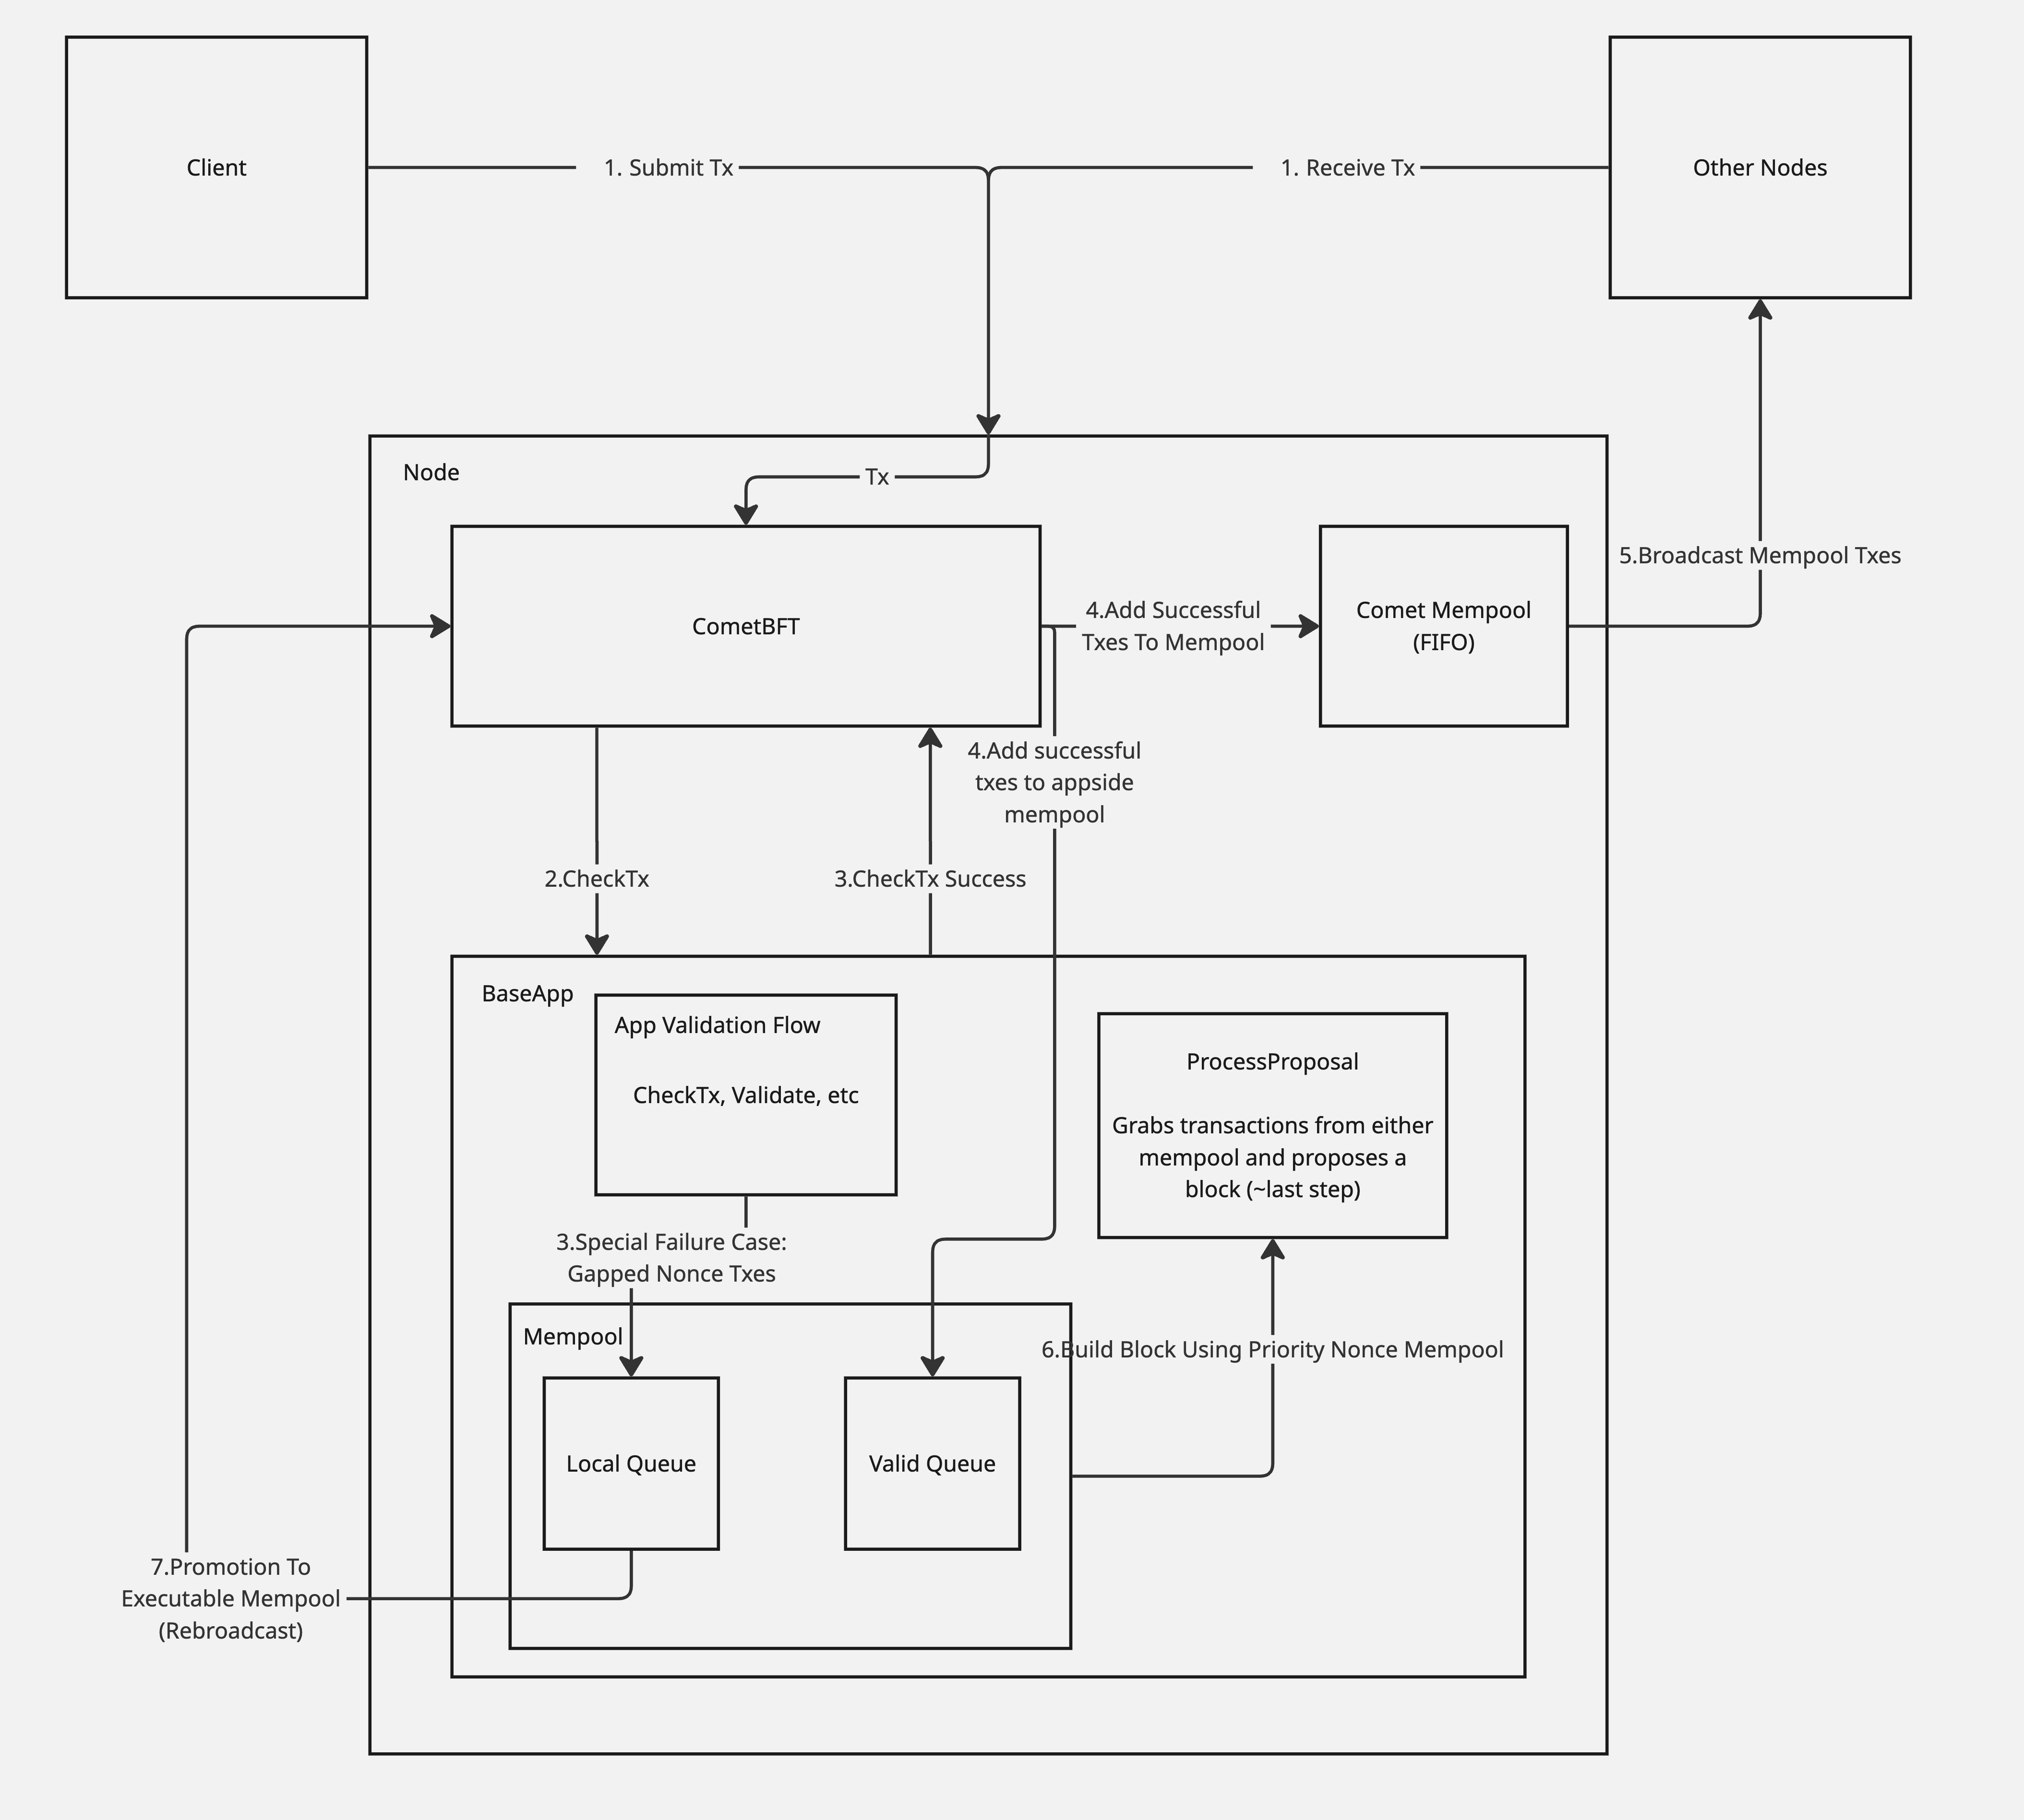 Client
1. Submit Tx
1. Receive Tx
Other Nodes
Node
Tx
CometBFT
4.Add Successful
Txes To Mempool
Comet Mempool
(FIFO)
5.Broadcast Mempool Txes
4.Add successful
txes to appside
mempool
2.CheckTx
3.CheckTx Success
BaseApp
App Validation Flow
CheckTx, Validate, etc
ProcessProposal
Grabs transactions from either
mempool and proposes a
block (~last step)
3.Special Failure Case:
Gapped Nonce Txes
Mempool
6.Build Block Using Priority Nonce Mempool
Local Queue
Valid Queue
7.Promotion To
Executable Mempool
(Rebroadcast)